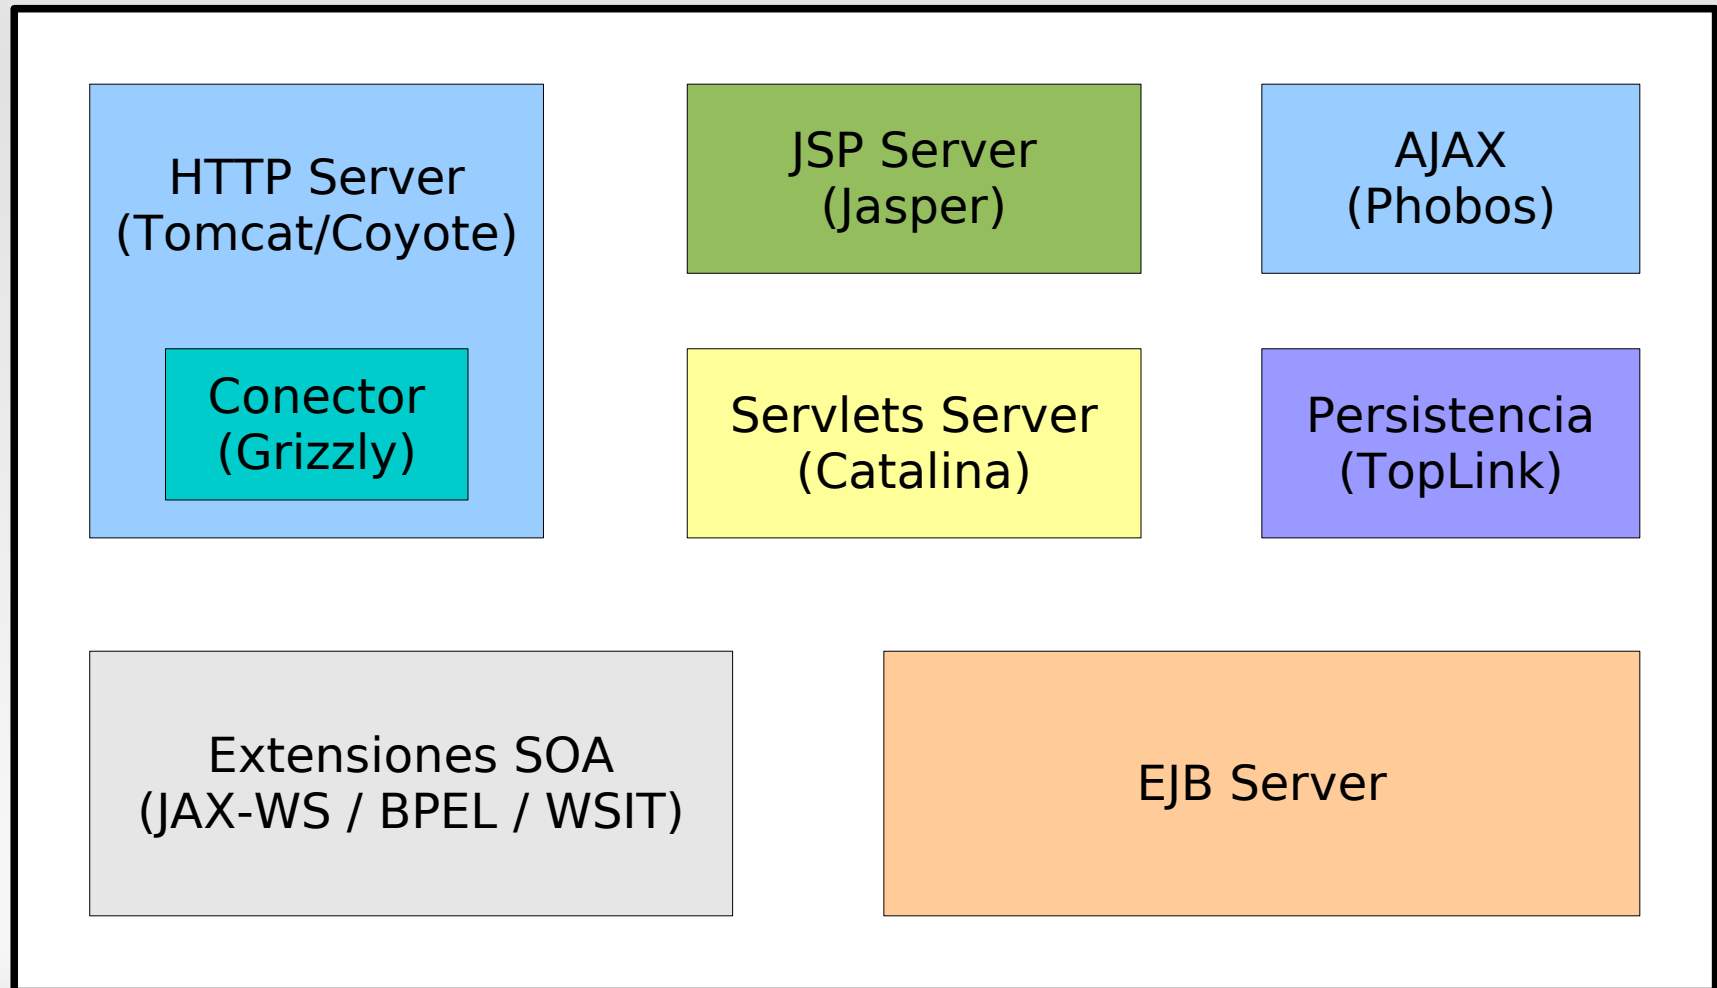 HTTP Server
(Tomcat/Coyote)
Conector
(Grizzly)
JSP Server
(Jasper)
AJAX
(Phobos)
Servlets Server
(Catalina)
Persistencia
(TopLink)
Extensiones SOA
(JAX-WS / BPEL / WSIT)
EJB Server